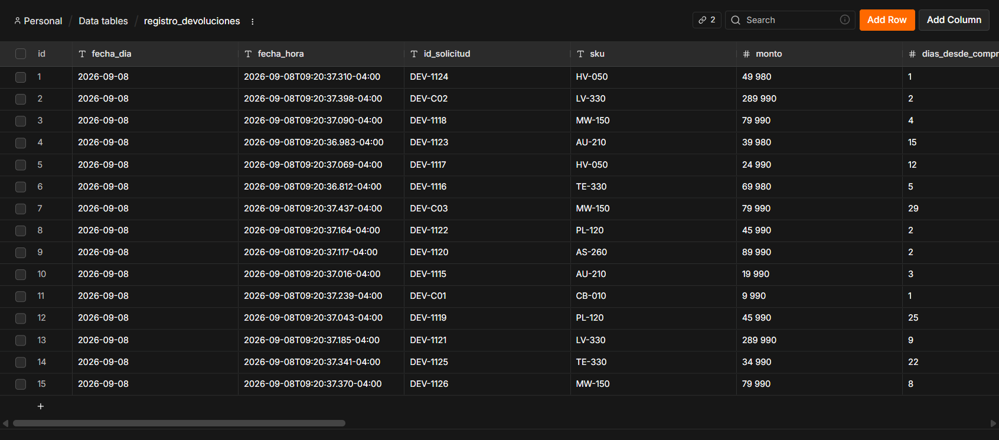 Personal / Data tables / registro_devoluciones
2 Search Add Row Add Column
id fecha_dia fecha_hora id_solicitud sku monto dias_desde_compr
1 2026-09-08 2026-09-08T09:20:37.310-04:00 DEV-1124 HV-050 49 980 1
2 2026-09-08 2026-09-08T09:20:37.398-04:00 DEV-C02 LV-330 289 990 2
3 2026-09-08 2026-09-08T09:20:37.090-04:00 DEV-1118 MW-150 79 990 4
4 2026-09-08 2026-09-08T09:20:36.983-04:00 DEV-1123 AU-210 39 980 15
5 2026-09-08 2026-09-08T09:20:37.069-04:00 DEV-1117 HV-050 24 990 12
6 2026-09-08 2026-09-08T09:20:36.812-04:00 DEV-1116 TE-330 69 980 5
7 2026-09-08 2026-09-08T09:20:37.437-04:00 DEV-C03 MW-150 79 990 29
8 2026-09-08 2026-09-08T09:20:37.164-04:00 DEV-1122 PL-120 45 990 2
9 2026-09-08 2026-09-08T09:20:37.117-04:00 DEV-1120 AS-260 89 990 2
10 2026-09-08 2026-09-08T09:20:37.016-04:00 DEV-1115 AU-210 19 990 3
11 2026-09-08 2026-09-08T09:20:37.239-04:00 DEV-C01 CB-010 9 990 1
12 2026-09-08 2026-09-08T09:20:37.043-04:00 DEV-1119 PL-120 45 990 25
13 2026-09-08 2026-09-08T09:20:37.185-04:00 DEV-1121 LV-330 289 990 9
14 2026-09-08 2026-09-08T09:20:37.341-04:00 DEV-1125 TE-330 34 990 22
15 2026-09-08 2026-09-08T09:20:37.370-04:00 DEV-1126 MW-150 79 990 8